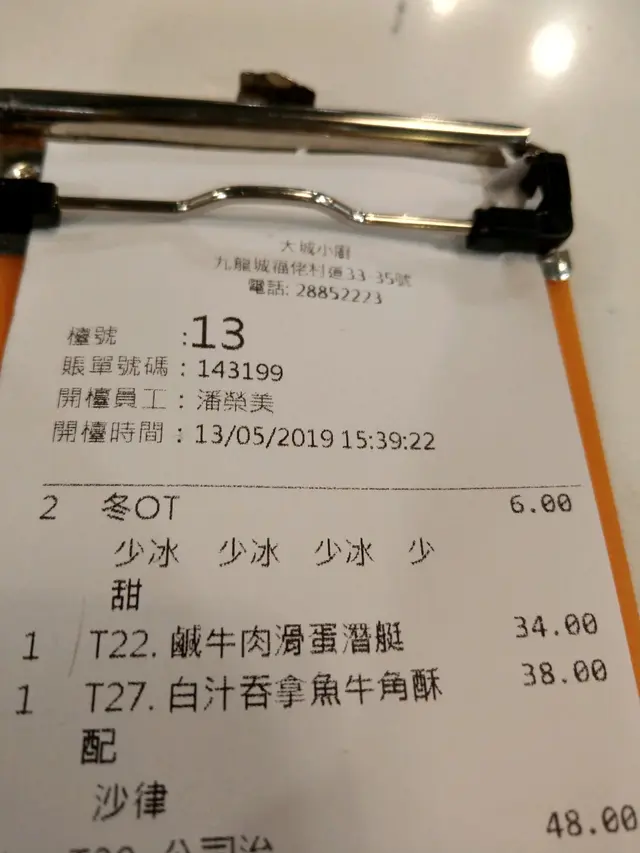 大城小廚
九龍城福佬村道33-35號
電話: 28852223
檯號 :13
賬單號碼 : 143199
開檯員工 : 潘榮美
開檯時間 : 13/05/2019 15:39:22
2 冬OT 6.00
少冰 少冰 少冰 少
甜
1 T22. 鹹牛肉滑蛋潛艇 34.00
1 T27. 白汁吞拿魚牛角酥 38.00
配
沙律
48.00
公司治